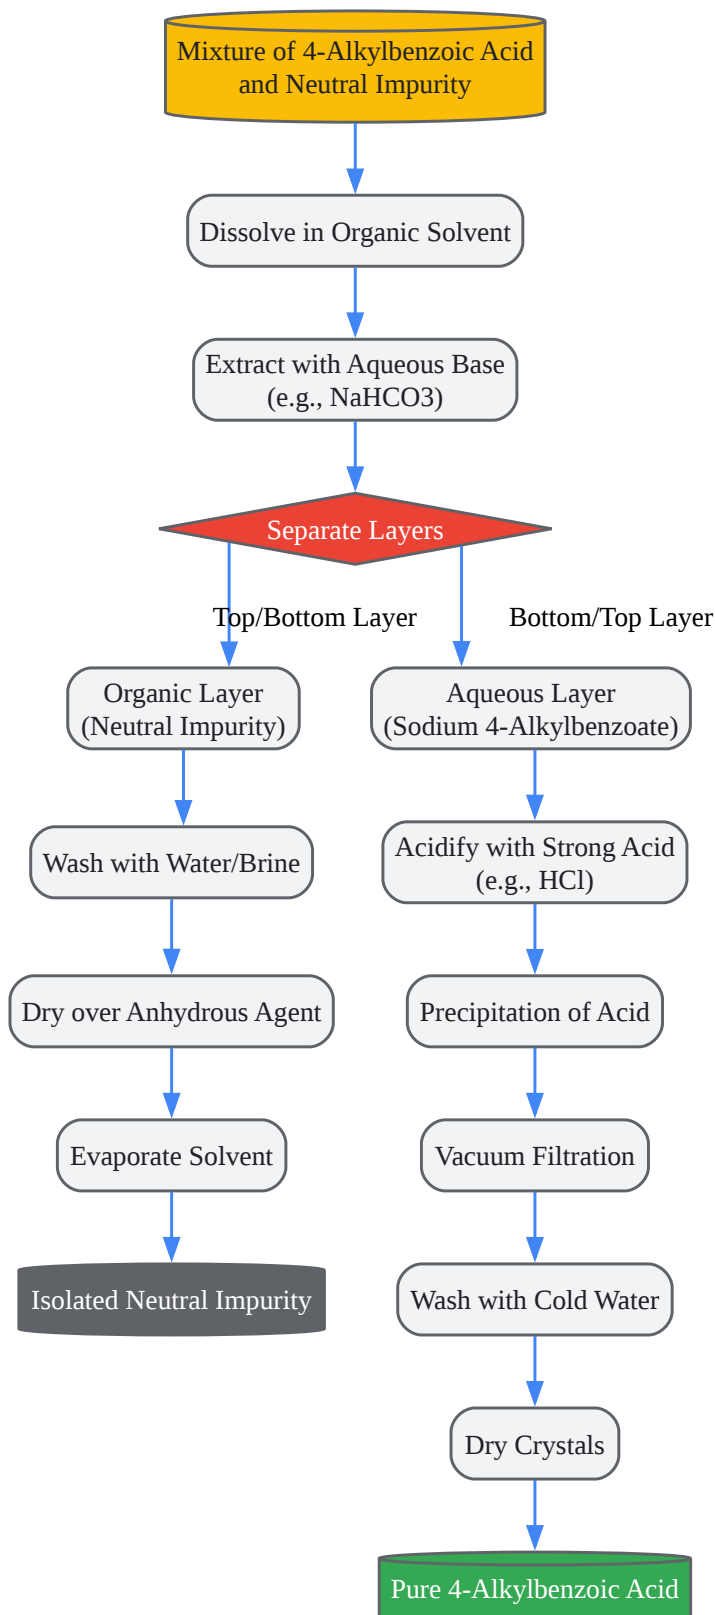 Mixture of 4-Alkylbenzoic Acid
and Neutral Impurity
Dissolve in Organic Solvent
Extract with Aqueous Base
(e.g., NaHCO3)
Separate Layers
Top/Bottom Layer
Bottom/Top Layer
Organic Layer
(Neutral Impurity)
Aqueous Layer
(Sodium 4-Alkylbenzoate)
Wash with Water/Brine
Acidify with Strong Acid
(e.g., HCl)
Dry over Anhydrous Agent
Precipitation of Acid
Evaporate Solvent
Vacuum Filtration
Isolated Neutral Impurity
Wash with Cold Water
Dry Crystals
Pure 4-Alkylbenzoic Acid